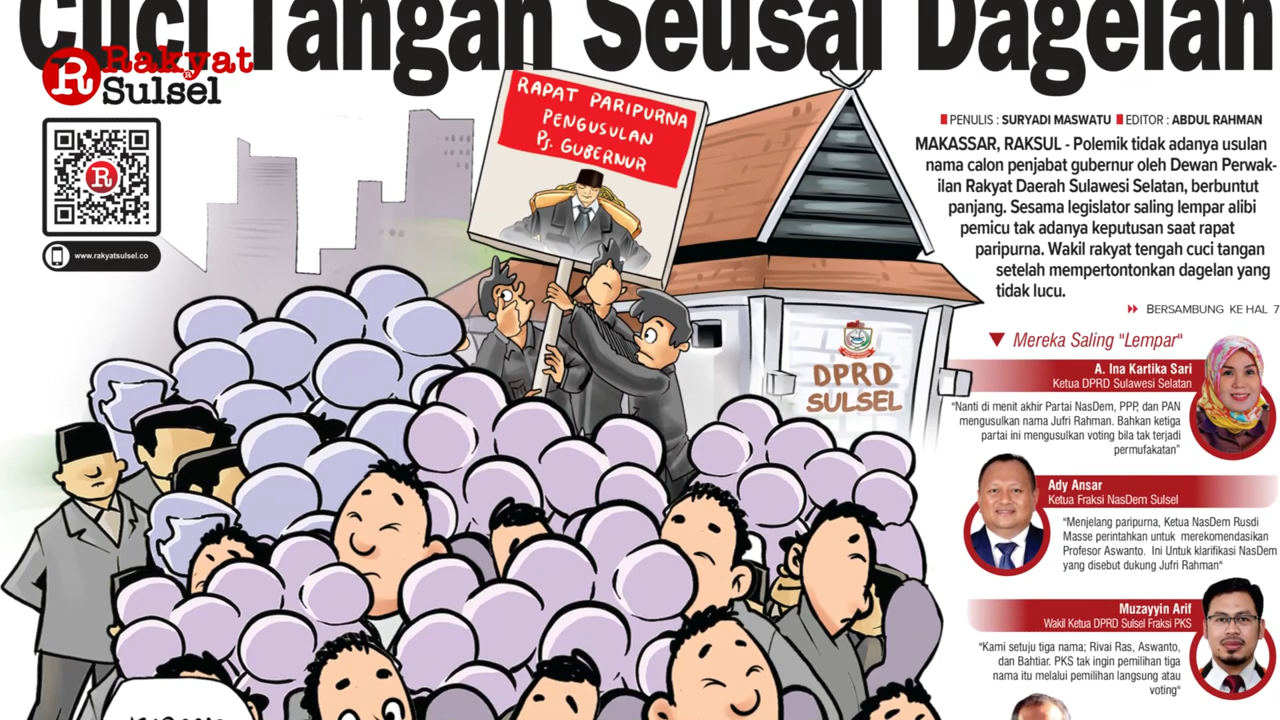 Cuci Tangan Seusai Dagelan
Rakyat
Sulsel
R
R
www.rakyatsulsel.co
RAPAT PARIPURNA
PENGUSULAN
Pj. GUBERNUR
DPRD
SULSEL
PENULIS : SURYADI MASWATU EDITOR : ABDUL RAHMAN
MAKASSAR, RAKSUL - Polemik tidak adanya usulan
nama calon penjabat gubernur oleh Dewan Perwak-
ilan Rakyat Daerah Sulawesi Selatan, berbuntut
panjang. Sesama legislator saling lempar alibi
pemicu tak adanya keputusan saat rapat
paripurna. Wakil rakyat tengah cuci tangan
setelah mempertontonkan dagelan yang
tidak lucu.
BERSAMBUNG KE HAL 7
Mereka Saling "Lempar"
A. Ina Kartika Sari
Ketua DPRD Sulawesi Selatan
"Nanti di menit akhir Partai NasDem, PPP, dan PAN
mengusulkan nama Jufri Rahman. Bahkan ketiga
partai ini mengusulkan voting bila tak terjadi
permufakatan"
Ady Ansar
Ketua Fraksi NasDem Sulsel
"Menjelang paripurna, Ketua NasDem Rusdi
Masse perintahkan untuk merekomendasikan
Profesor Aswanto. Ini Untuk klarifikasi NasDem
yang disebut dukung Jufri Rahman"
Muzayyin Arif
Wakil Ketua DPRD Sulsel Fraksi PKS
"Kami setuju tiga nama; Rivai Ras, Aswanto,
dan Bahtiar. PKS tak ingin pemilihan tiga
nama itu melalui pemilihan langsung atau
voting"